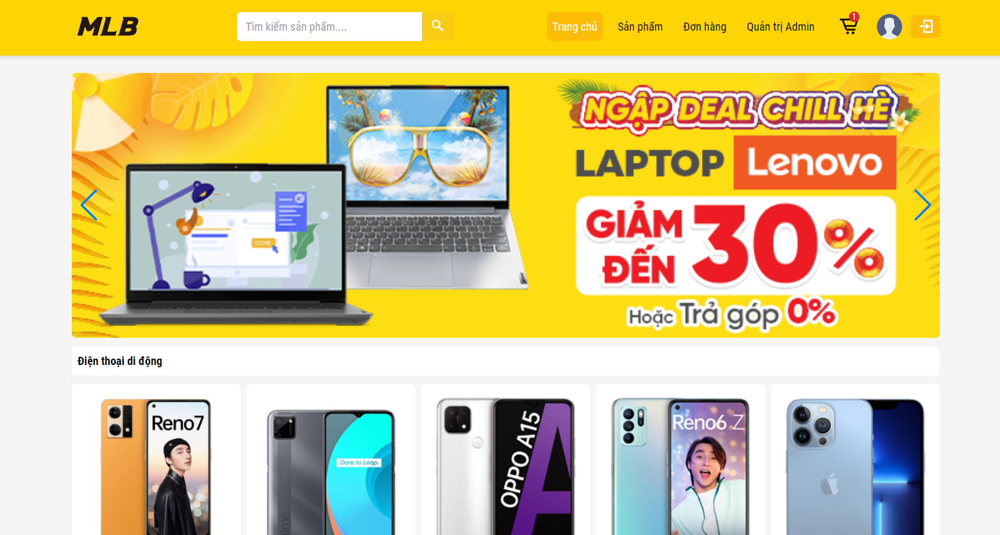 MLB
Tìm kiếm sản phẩm....
Trang chủ
Sản phẩm
Đơn hàng
Quản trị Admin
1
NGẬP DEAL CHILL HÈ
LAPTOP Lenovo
GIẢM ĐẾN 30%
Hoặc Trả góp 0%
DONE
Điện thoại di động
Reno7
Dare to Leap.
realme
OPPO A15
A
Reno6 Z